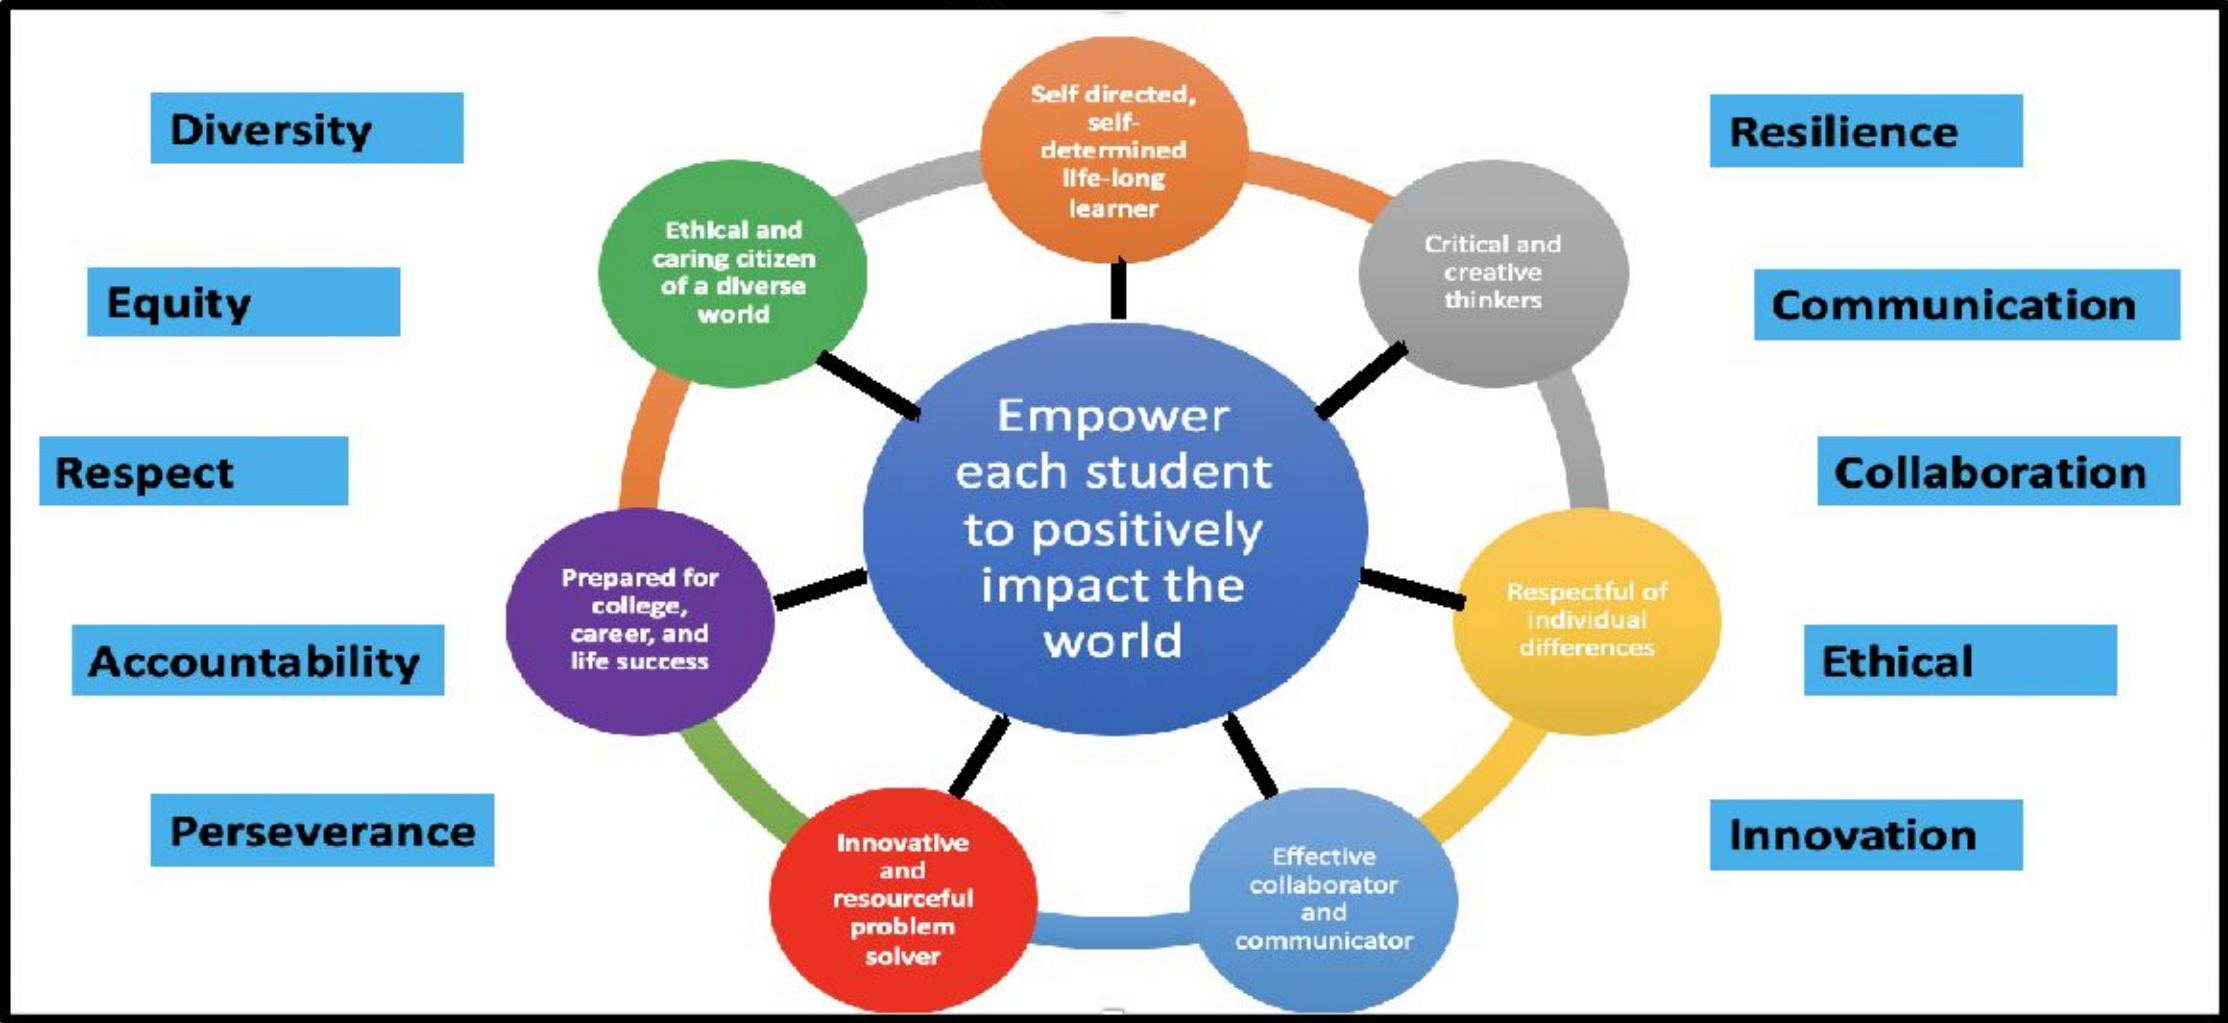 Diversity
Equity
Respect
Accountability
Perseverance
Self directed,
self-
determined
life-long
learner
Critical and
creative
thinkers
Respectful of
individual
differences
Effective
collaborator
and
communicator
Innovative
and
resourceful
problem
solver
Prepared for
college,
career, and
life success
Ethical and
caring citizen
of a diverse
world
Empower
each student
to positively
impact the
world
Resilience
Communication
Collaboration
Ethical
Innovation